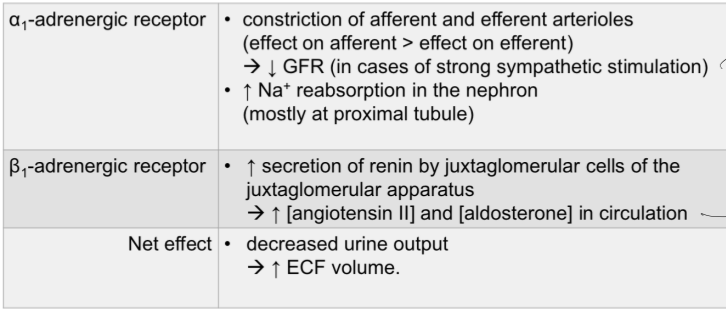 α₁-adrenergic receptor • constriction of afferent and efferent arterioles
(effect on afferent > effect on efferent)
→ ↓ GFR (in cases of strong sympathetic stimulation)
• ↑ Na⁺ reabsorption in the nephron
(mostly at proximal tubule)
β₁-adrenergic receptor • ↑ secretion of renin by juxtaglomerular cells of the
juxtaglomerular apparatus
→ ↑ [angiotensin II] and [aldosterone] in circulation
Net effect • decreased urine output
→ ↑ ECF volume.